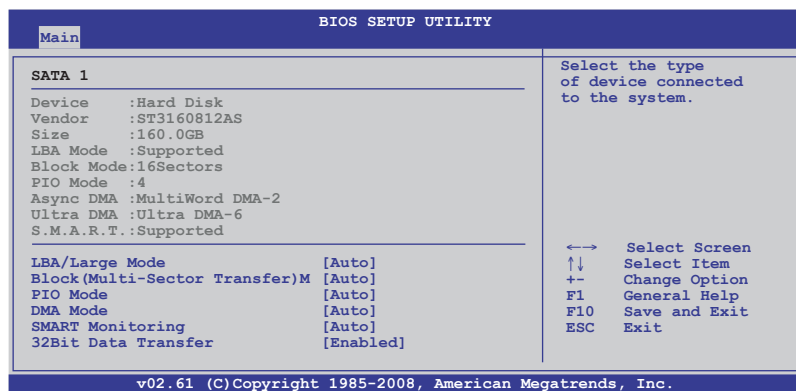 BIOS SETUP UTILITY
Main
SATA 1
Device :Hard Disk
Vendor :ST3160812AS
Size :160.0GB
LBA Mode :Supported
Block Mode:16Sectors
PIO Mode :4
Async DMA :MultiWord DMA-2
Ultra DMA :Ultra DMA-6
S.M.A.R.T.:Supported
LBA/Large Mode [Auto]
Block(Multi-Sector Transfer)M [Auto]
PIO Mode [Auto]
DMA Mode [Auto]
SMART Monitoring [Auto]
32Bit Data Transfer [Enabled]
Select the type
of device connected
to the system.
←→ Select Screen
↑↓ Select Item
+- Change Option
F1 General Help
F10 Save and Exit
ESC Exit
v02.61 (C)Copyright 1985-2008, American Megatrends, Inc.